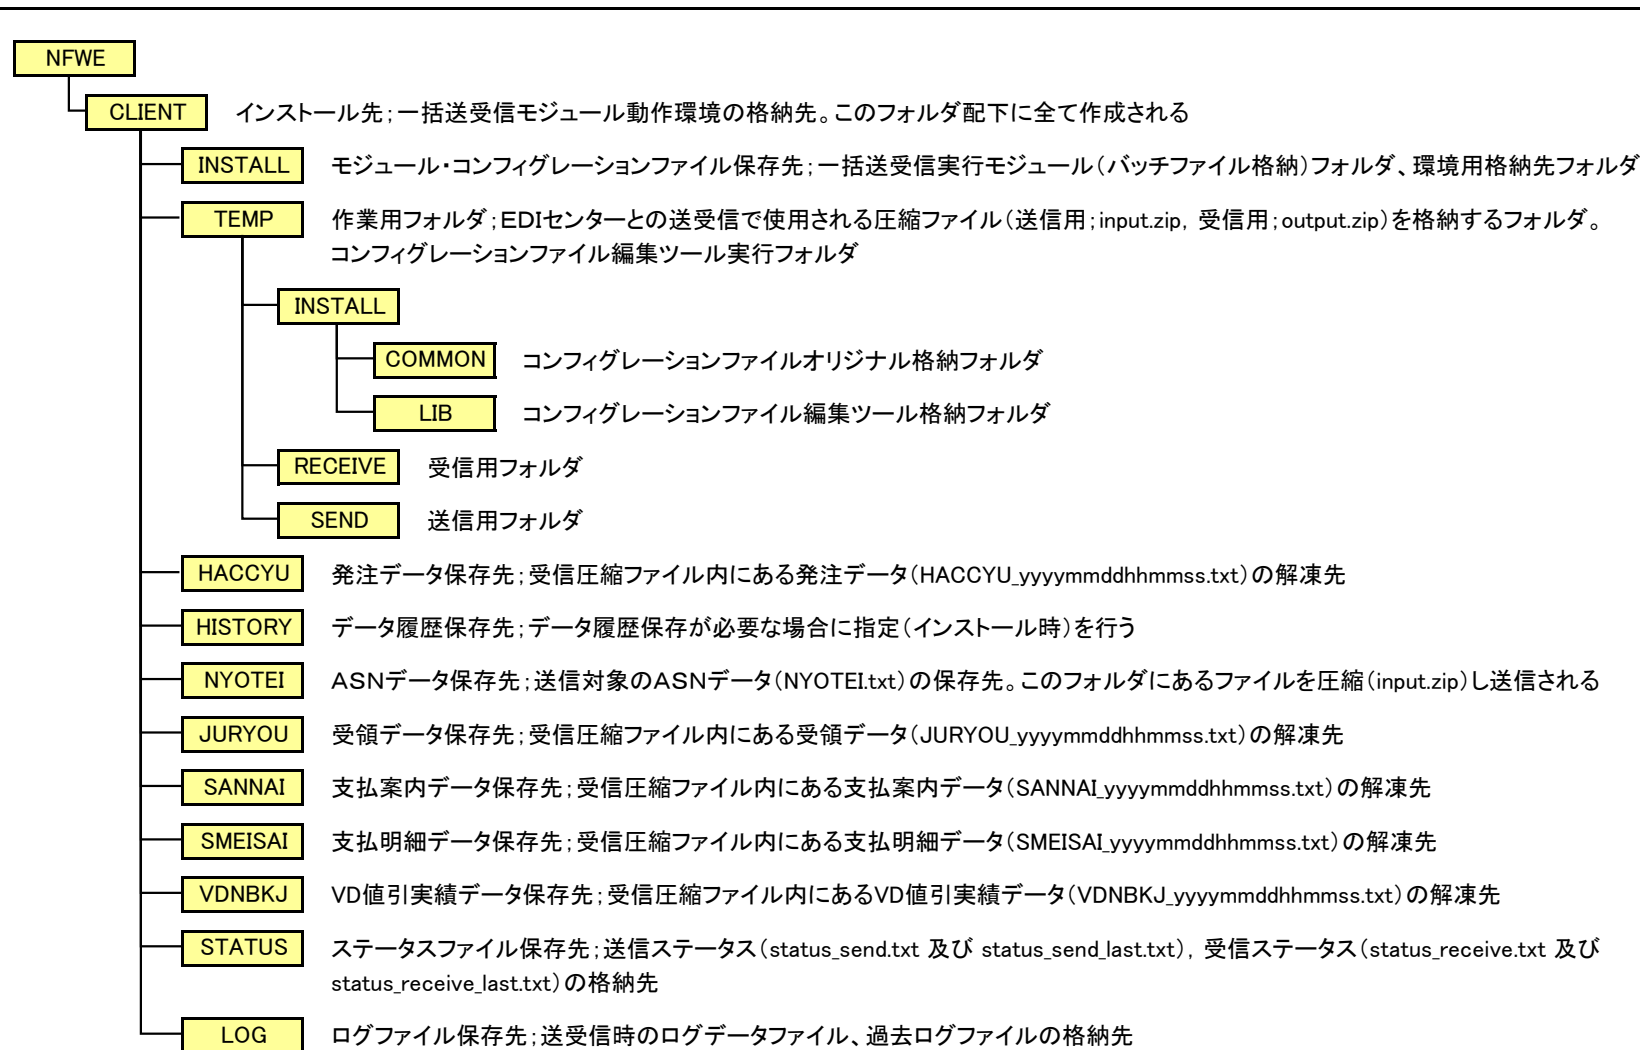 NFWE
CLIENT インストール先；一括送受信モジュール動作環境の格納先。このフォルダ配下に全て作成される
INSTALL モジュール・コンフィグレーションファイル保存先；一括送受信実行モジュール（バッチファイル格納）フォルダ、環境用格納先フォルダ
TEMP 作業用フォルダ；EDIセンターとの送受信で使用される圧縮ファイル（送信用；input.zip, 受信用；output.zip）を格納するフォルダ。
コンフィグレーションファイル編集ツール実行フォルダ
INSTALL
COMMON コンフィグレーションファイルオリジナル格納フォルダ
LIB コンフィグレーションファイル編集ツール格納フォルダ
RECEIVE 受信用フォルダ
SEND 送信用フォルダ
HACCYU 発注データ保存先；受信圧縮ファイル内にある発注データ（HACCYU_yyyymmddhhmmss.txt）の解凍先
HISTORY データ履歴保存先；データ履歴保存が必要な場合に指定（インストール時）を行う
NYOTEI ASNデータ保存先；送信対象のASNデータ（NYOTEI.txt）の保存先。このフォルダにあるファイルを圧縮（input.zip）し送信される
JURYOU 受領データ保存先；受信圧縮ファイル内にある受領データ（JURYOU_yyyymmddhhmmss.txt）の解凍先
SANNAI 支払案内データ保存先；受信圧縮ファイル内にある支払案内データ（SANNAI_yyyymmddhhmmss.txt）の解凍先
SMEISAI 支払明細データ保存先；受信圧縮ファイル内にある支払明細データ（SMEISAI_yyyymmddhhmmss.txt）の解凍先
VDNBKJ VD値引実績データ保存先；受信圧縮ファイル内にあるVD値引実績データ（VDNBKJ_yyyymmddhhmmss.txt）の解凍先
STATUS ステータスファイル保存先；送信ステータス（status_send.txt 及び status_send_last.txt）, 受信ステータス（status_receive.txt 及び
status_receive_last.txt）の格納先
LOG ログファイル保存先；送受信時のログデータファイル、過去ログファイルの格納先